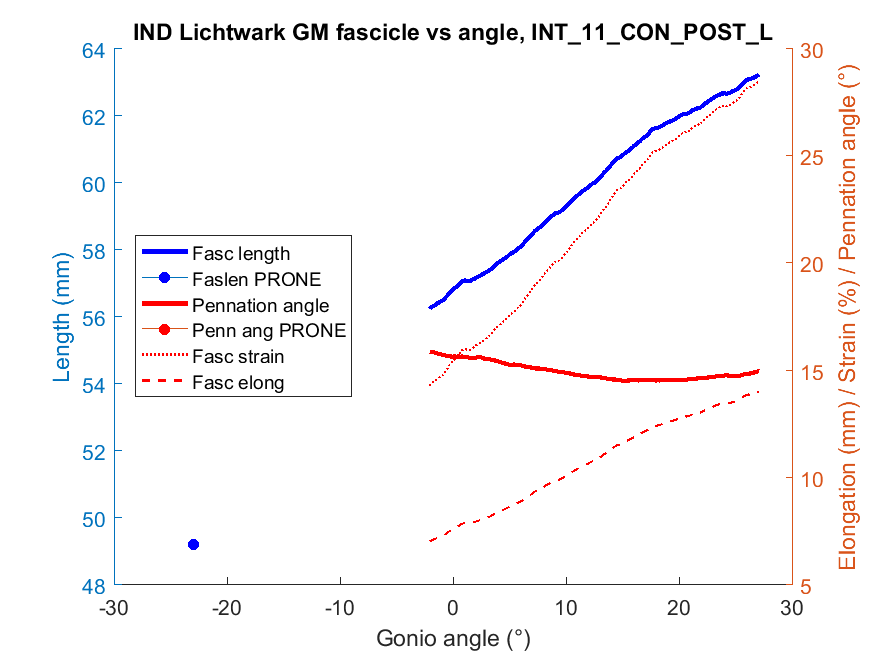 IND Lichtwark GM fascicle vs angle, INT_11_CON_POST_L
64
62
60
58
56
54
52
50
48
Length (mm)
30
25
20
15
10
5
Elongation (mm) / Strain (%) / Pennation angle (°)
Fasc length
Faslen PRONE
Pennation angle
Penn ang PRONE
Fasc strain
Fasc elong
-30
-20
-10
0
10
20
30
Gonio angle (°)